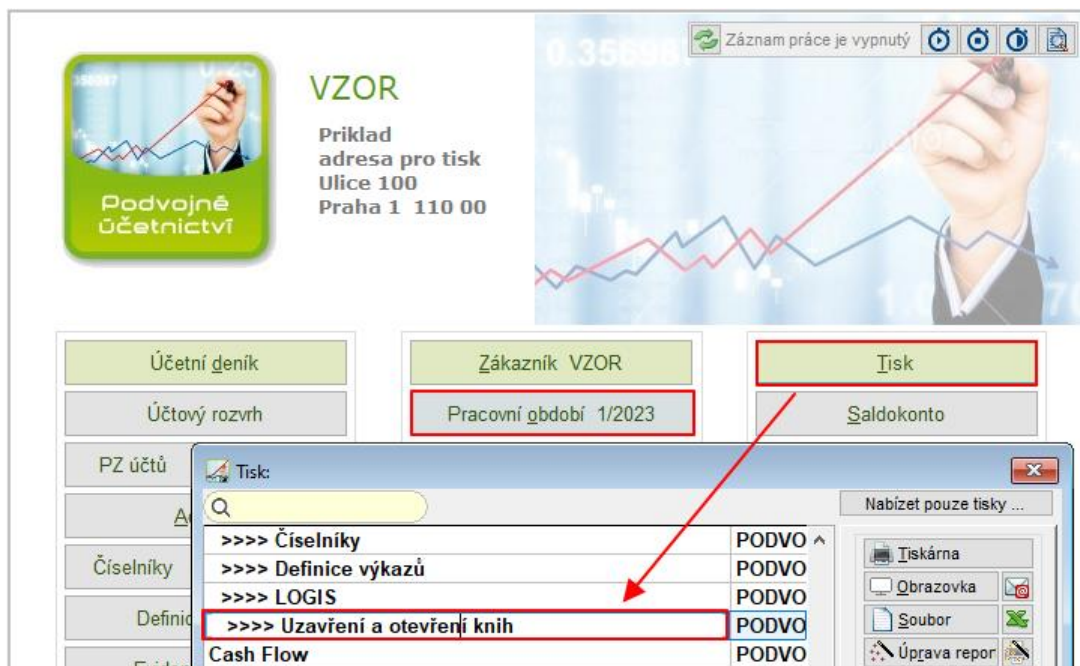 Záznam práce je vypnutý
VZOR
Priklad
adresa pro tisk
Ulice 100
Praha 1 110 00
Podvojné
účetnictví
Účetní deník
Zákazník VZOR
Tisk
Účtový rozvrh
Pracovní období 1/2023
Saldokonto
PZ účtů
Číselníky
Tisk:
Nabízet pouze tisky ...
>>>> Číselníky PODVO
>>>> Definice výkazů PODVO
>>>> LOGIS PODVO
>>>> Uzavření a otevření knih PODVO
Cash Flow PODVO
Tiskárna
Obrazovka
Soubor
Úprava repor